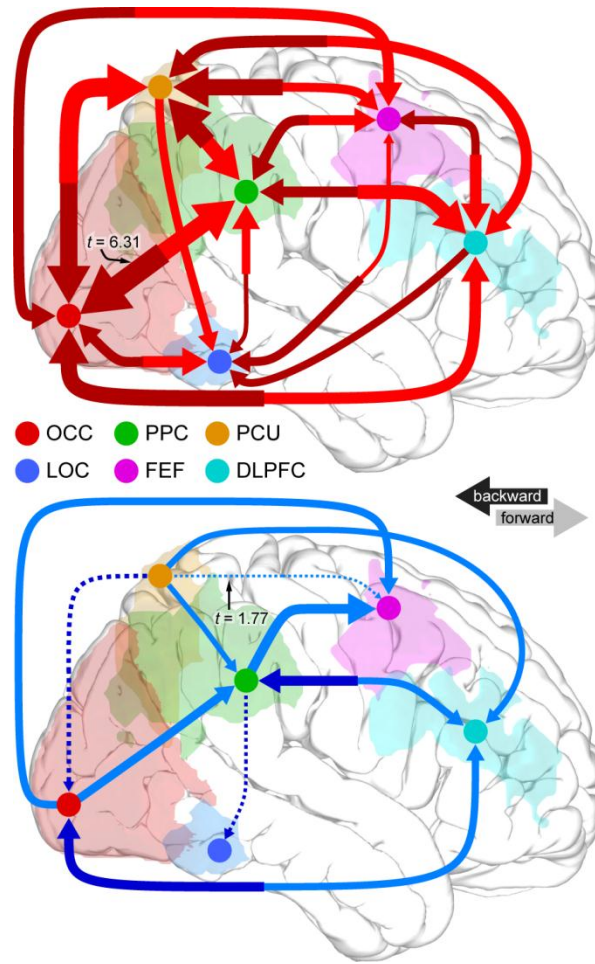 t = 6.31
OCC PPC PCU
LOC FEF DLPFC
backward
forward
t = 1.77